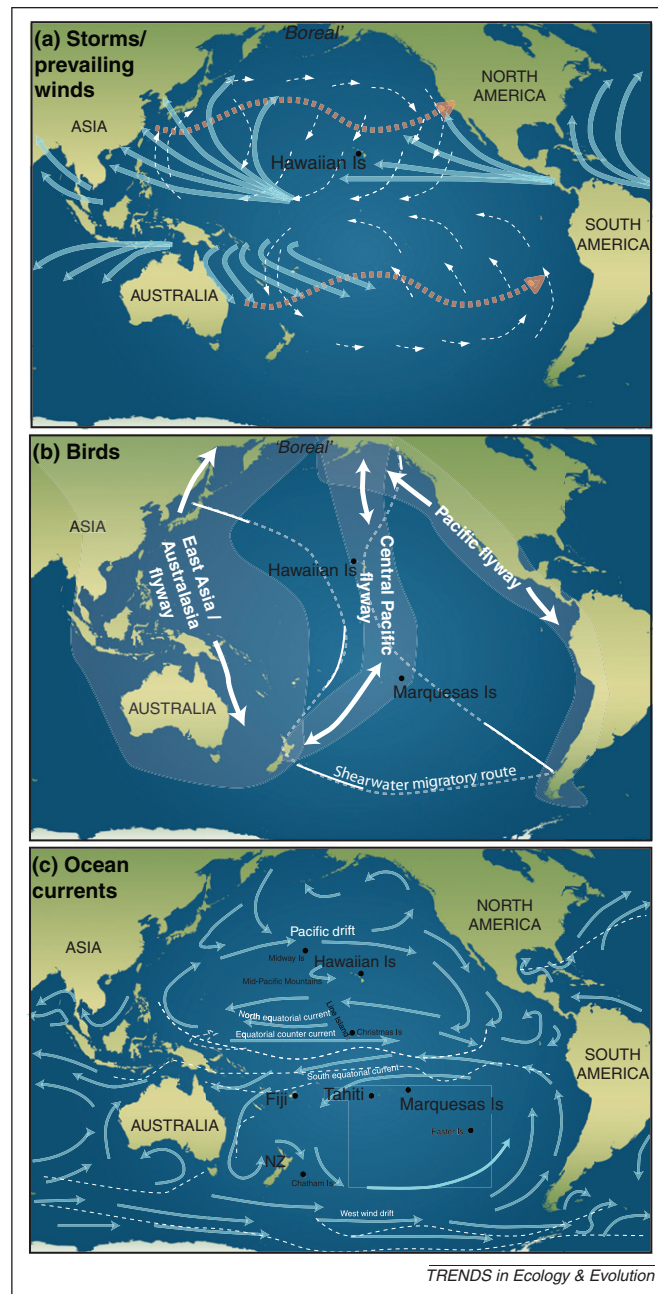 (a) Storms/
prevailing
winds
'Boreal'
NORTH
AMERICA
ASIA
Hawaiian Is
SOUTH
AMERICA
AUSTRALIA
(b) Birds
'Boreal'
ASIA
East Asia /
Australasia
flyway
Hawaiian Is
Central Pacific
flyway
Pacific flyway
Marquesas Is
AUSTRALIA
Shearwater migratory route
(c) Ocean
currents
NORTH
AMERICA
ASIA
Pacific drift
Midway Is
Hawaiian Is
Mid-Pacific Mountains
Line Island
North equatorial current
Equatorial counter current
Christmas Is
South equatonal current
SOUTH
AMERICA
Fiji
Tahiti
Marquesas Is
AUSTRALIA
Easter Is
NZ
Chatham Is
West wind drift
TRENDS in Ecology & Evolution